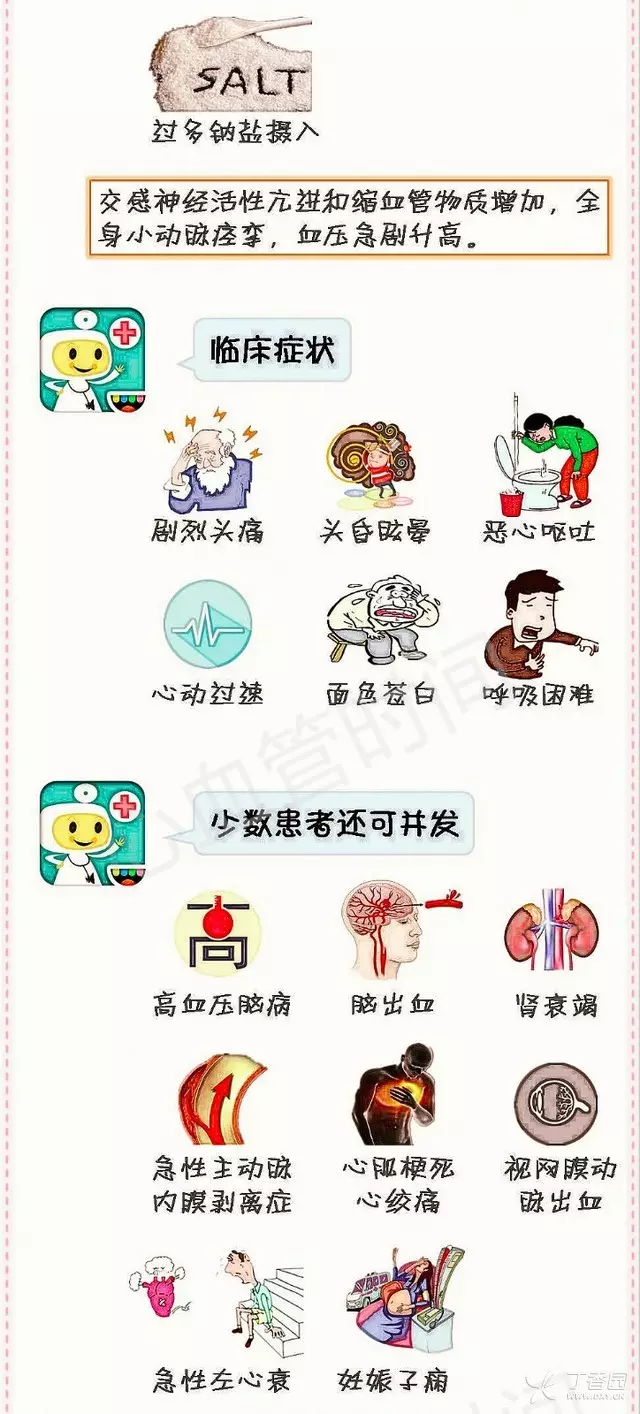 SALT
过多钠盐摄入
交感神经活性亢进和缩血管物质增加，全
身小动脉痉挛，血压急剧升高。
临床症状
剧烈头痛
头昏眩晕
恶心呕吐
心动过速
面色苍白
呼吸困难
心血管时间
少数患者还可并发
高
高血压脑病
脑出血
肾衰竭
急性主动脉
内膜剥离症
心肌梗死
心绞痛
视网膜动
脉出血
急性左心衰
妊娠子痫
丁香园
WWW.DXY.CN